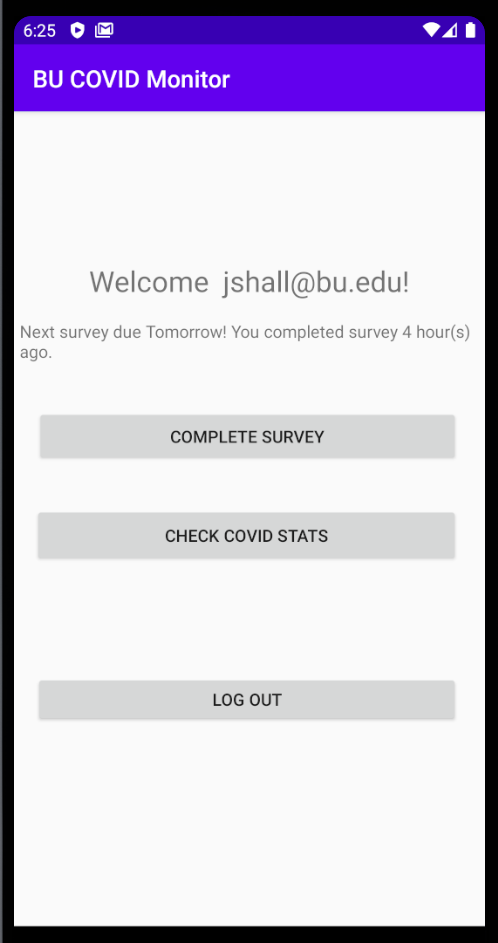 6:25
BU COVID Monitor
Welcome  jshall@bu.edu!
Next survey due Tomorrow! You completed survey 4 hour(s)
ago.
COMPLETE SURVEY
CHECK COVID STATS
LOG OUT